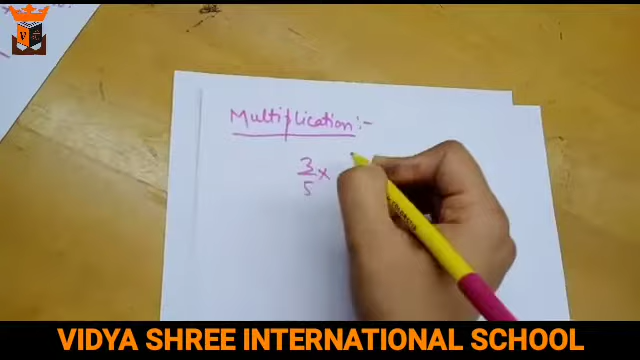 Multiplication:-
3/5 ×
VIDYA SHREE INTERNATIONAL SCHOOL